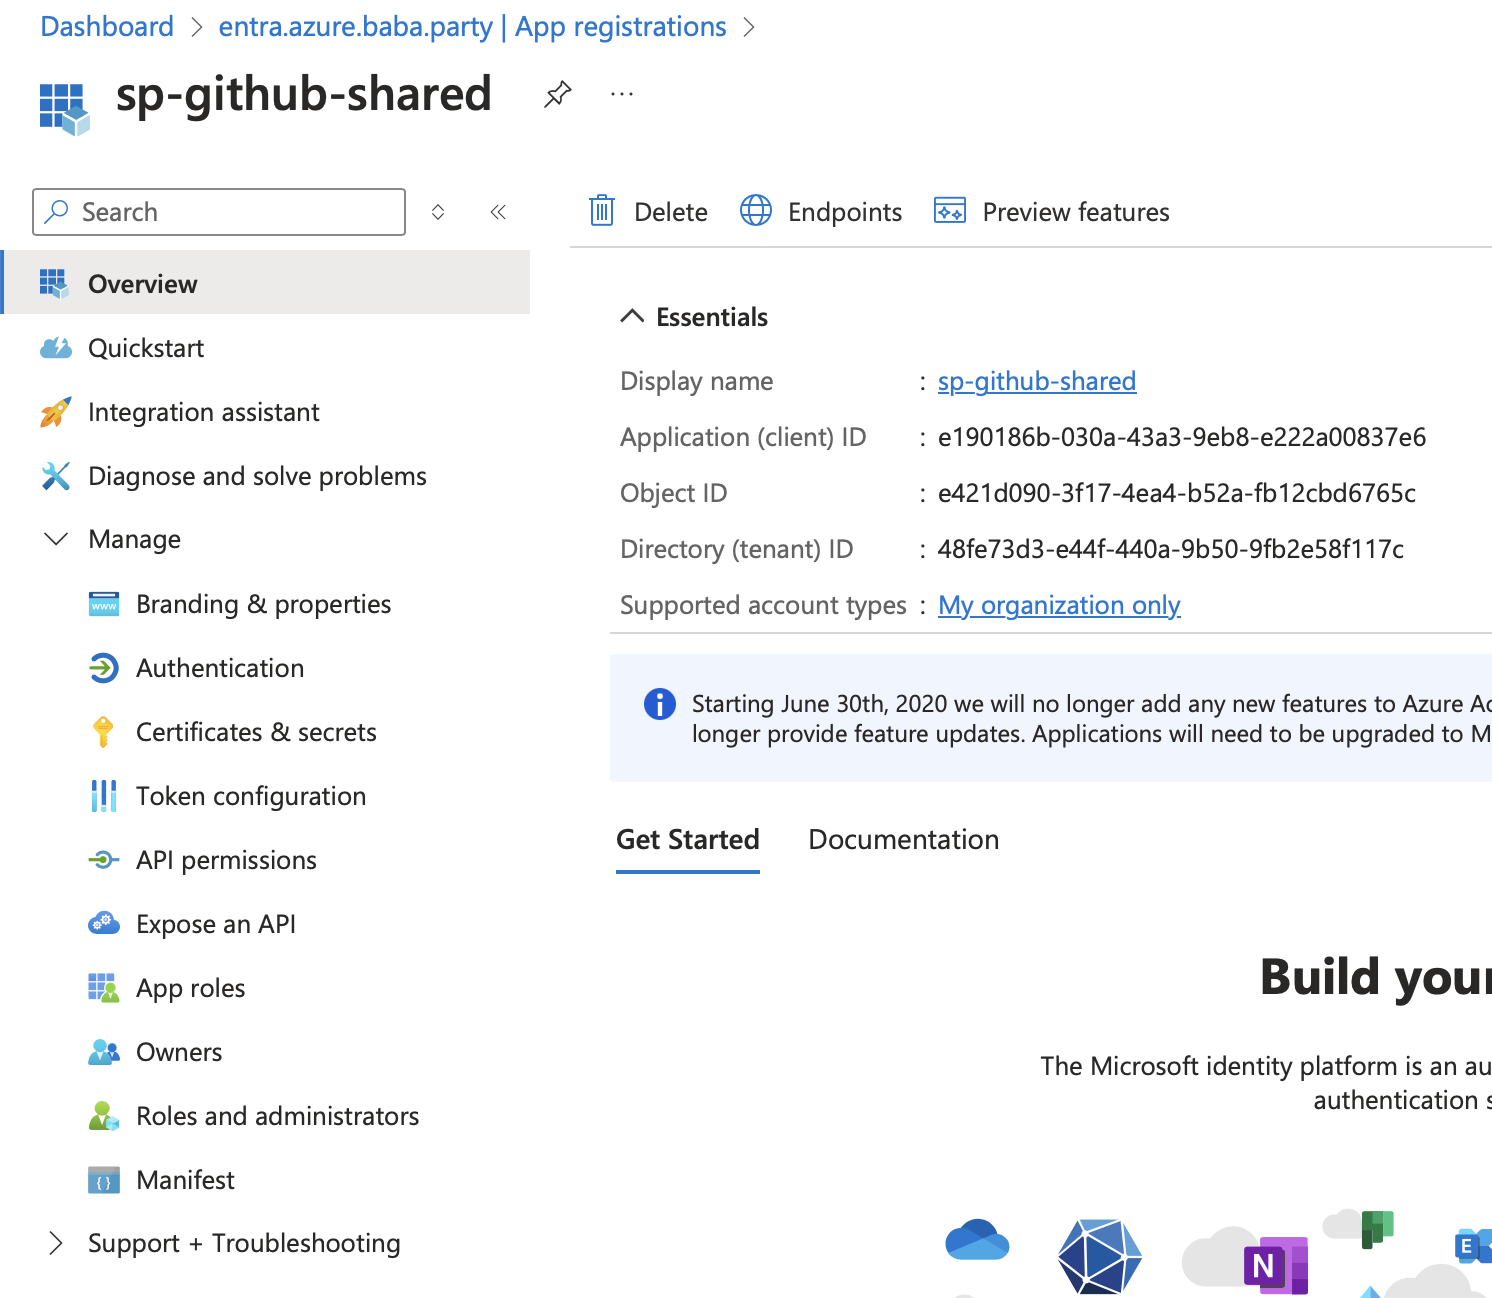 Dashboard > entra.azure.baba.party | App registrations >
sp-github-shared
Search
Overview
Quickstart
Integration assistant
Diagnose and solve problems
Manage
Branding & properties
Authentication
Certificates & secrets
Token configuration
API permissions
Expose an API
App roles
Owners
Roles and administrators
Manifest
Support + Troubleshooting
Delete
Endpoints
Preview features
Essentials
Display name : sp-github-shared
Application (client) ID : e190186b-030a-43a3-9eb8-e222a00837e6
Object ID : e421d090-3f17-4ea4-b52a-fb12cbd6765c
Directory (tenant) ID : 48fe73d3-e44f-440a-9b50-9fb2e58f117c
Supported account types : My organization only
Starting June 30th, 2020 we will no longer add any new features to Azure Ac
longer provide feature updates. Applications will need to be upgraded to M
Get Started
Documentation
Build your
The Microsoft identity platform is an au
authentication s
N
E